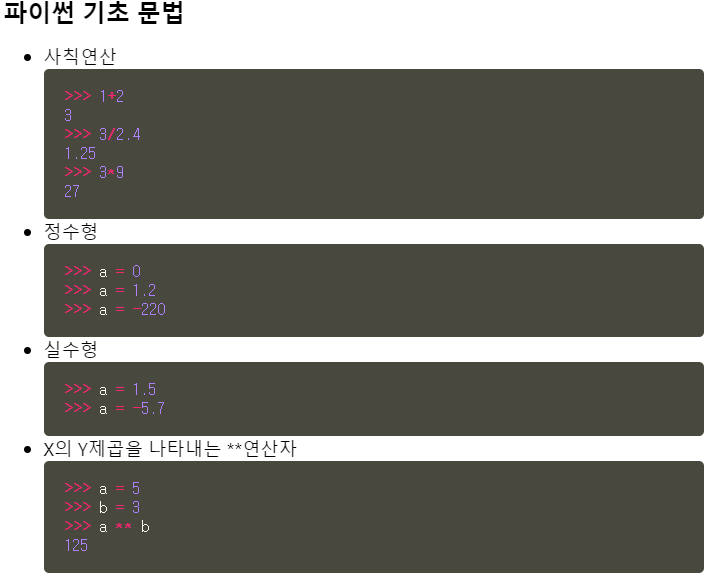 파이썬 기초 문법
사칙연산
>>> 1+2
3
>>> 3/2.4
1.25
>>> 3*9
27
정수형
>>> a = 0
>>> a = 1.2
>>> a = -220
실수형
>>> a = 1.5
>>> a = -5.7
X의 Y제곱을 나타내는 **연산자
>>> a = 5
>>> b = 3
>>> a ** b
125